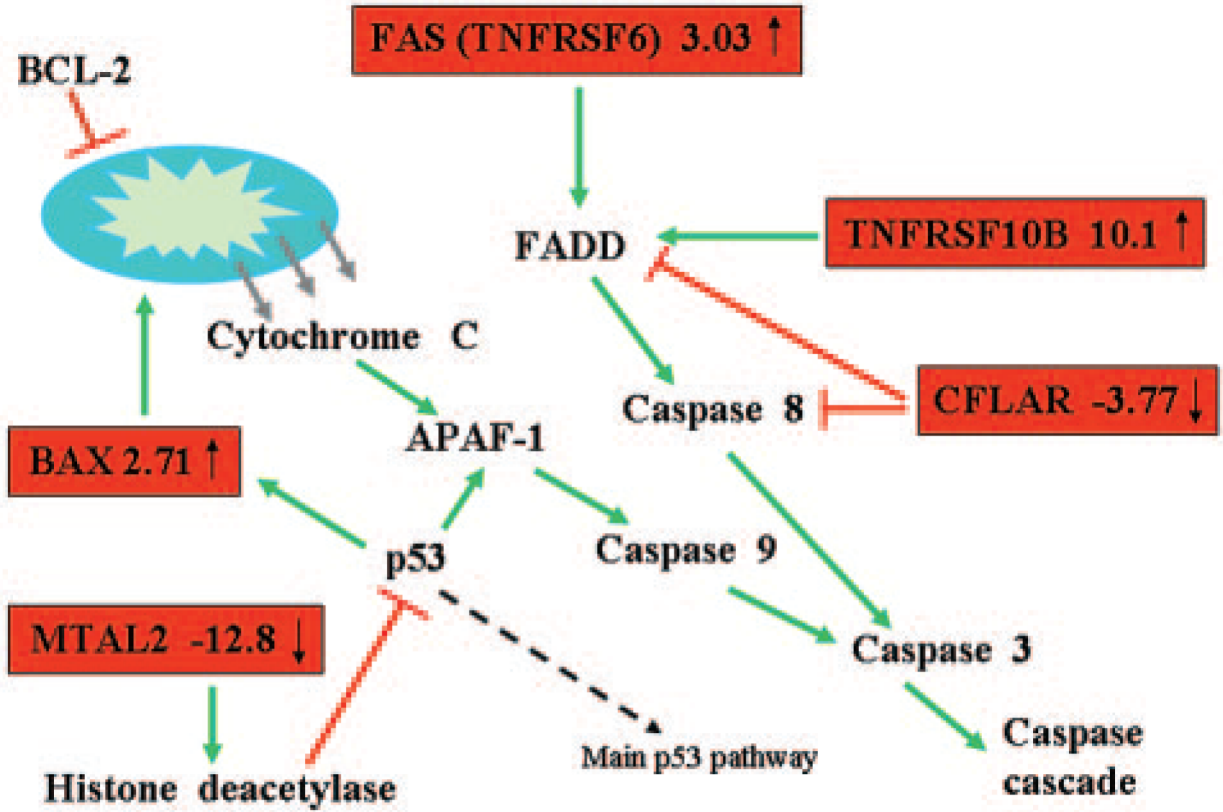 FAS (TNFRSF6) 3.03 ↑
BCL-2
FADD
TNFRSF10B 10.1 ↑
Cytochrome C
Caspase 8
CFLAR -3.77 ↓
APAF-1
BAX 2.71 ↑
p53
Caspase 9
MTAL2 -12.8 ↓
Caspase 3
Main p53 pathway
Caspase
cascade
Histone deacetylase